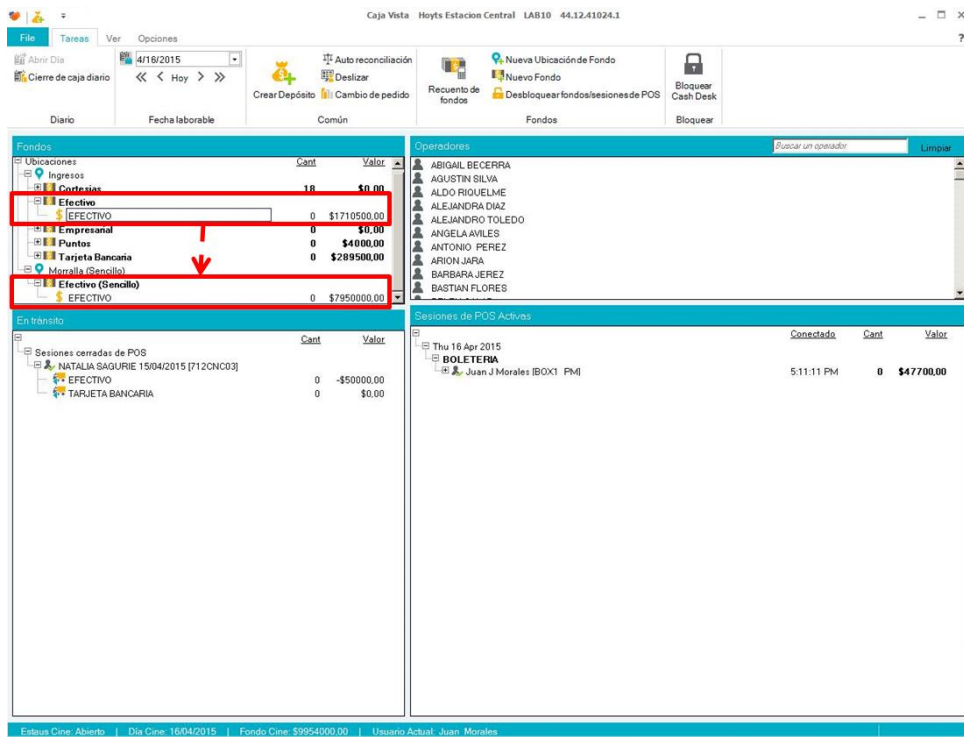 Caja Vista Hoyts Estacion Central LAB10 44.12.41024.1
File Tareas Ver Opciones ?
Abrir Día
Cierre de caja diario
Diario
4/16/2015
Hoy
Fecha laborable
Crear Depósito
Auto reconciliación
Deslizar
Cambio de pedido
Común
Recuento de fondos
Nueva Ubicación de Fondo
Nuevo Fondo
Desbloquear fondos/sesiones de POS
Fondos
Bloquear Cash Desk
Bloquear
Fondos
Ubicaciones Cant Valor
Ingresos
Cortesias 18 $0,00
Efectivo
EFECTIVO 0 $1710500,00
Empresarial 0 $0,00
Puntos 0 $4000,00
Tarjeta Bancaria 0 $289500,00
Morralla (Sencillo)
Efectivo (Sencillo)
EFECTIVO 0 $7950000,00
Operadores Buscar un operador Limpiar
ABIGAIL BECERRA
AGUSTIN SILVA
ALDO RIQUELME
ALEJANDRA DIAZ
ALEJANDRO TOLEDO
ANGELA AVILES
ANTONIO PEREZ
ARION JARA
BARBARA JEREZ
BASTIAN FLORES
En tránsito
Cant Valor
Sesiones cerradas de POS
NATALIA SAGURIE 15/04/2015 [712CNC03]
EFECTIVO 0 -$50000,00
TARJETA BANCARIA 0 $0,00
Sesiones de POS Activas
Conectado Cant Valor
Thu 16 Apr 2015
BOLETERIA
Juan J Morales [BOX1 PM] 5:11:11 PM 0 $47700,00
Estaus Cine: Abierto | Día Cine: 16/04/2015 | Fondo Cine: $9954000,00 | Usuario Actual: Juan Morales